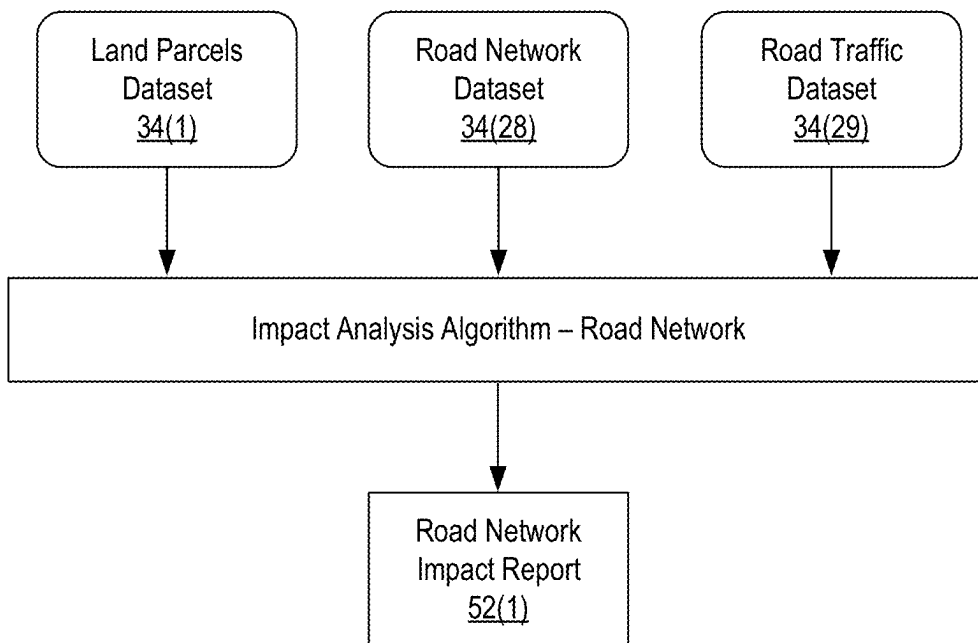 Land Parcels
Dataset
34(1)
Road Network
Dataset
34(28)
Road Traffic
Dataset
34(29)
Impact Analysis Algorithm – Road Network
Road Network
Impact Report
52(1)